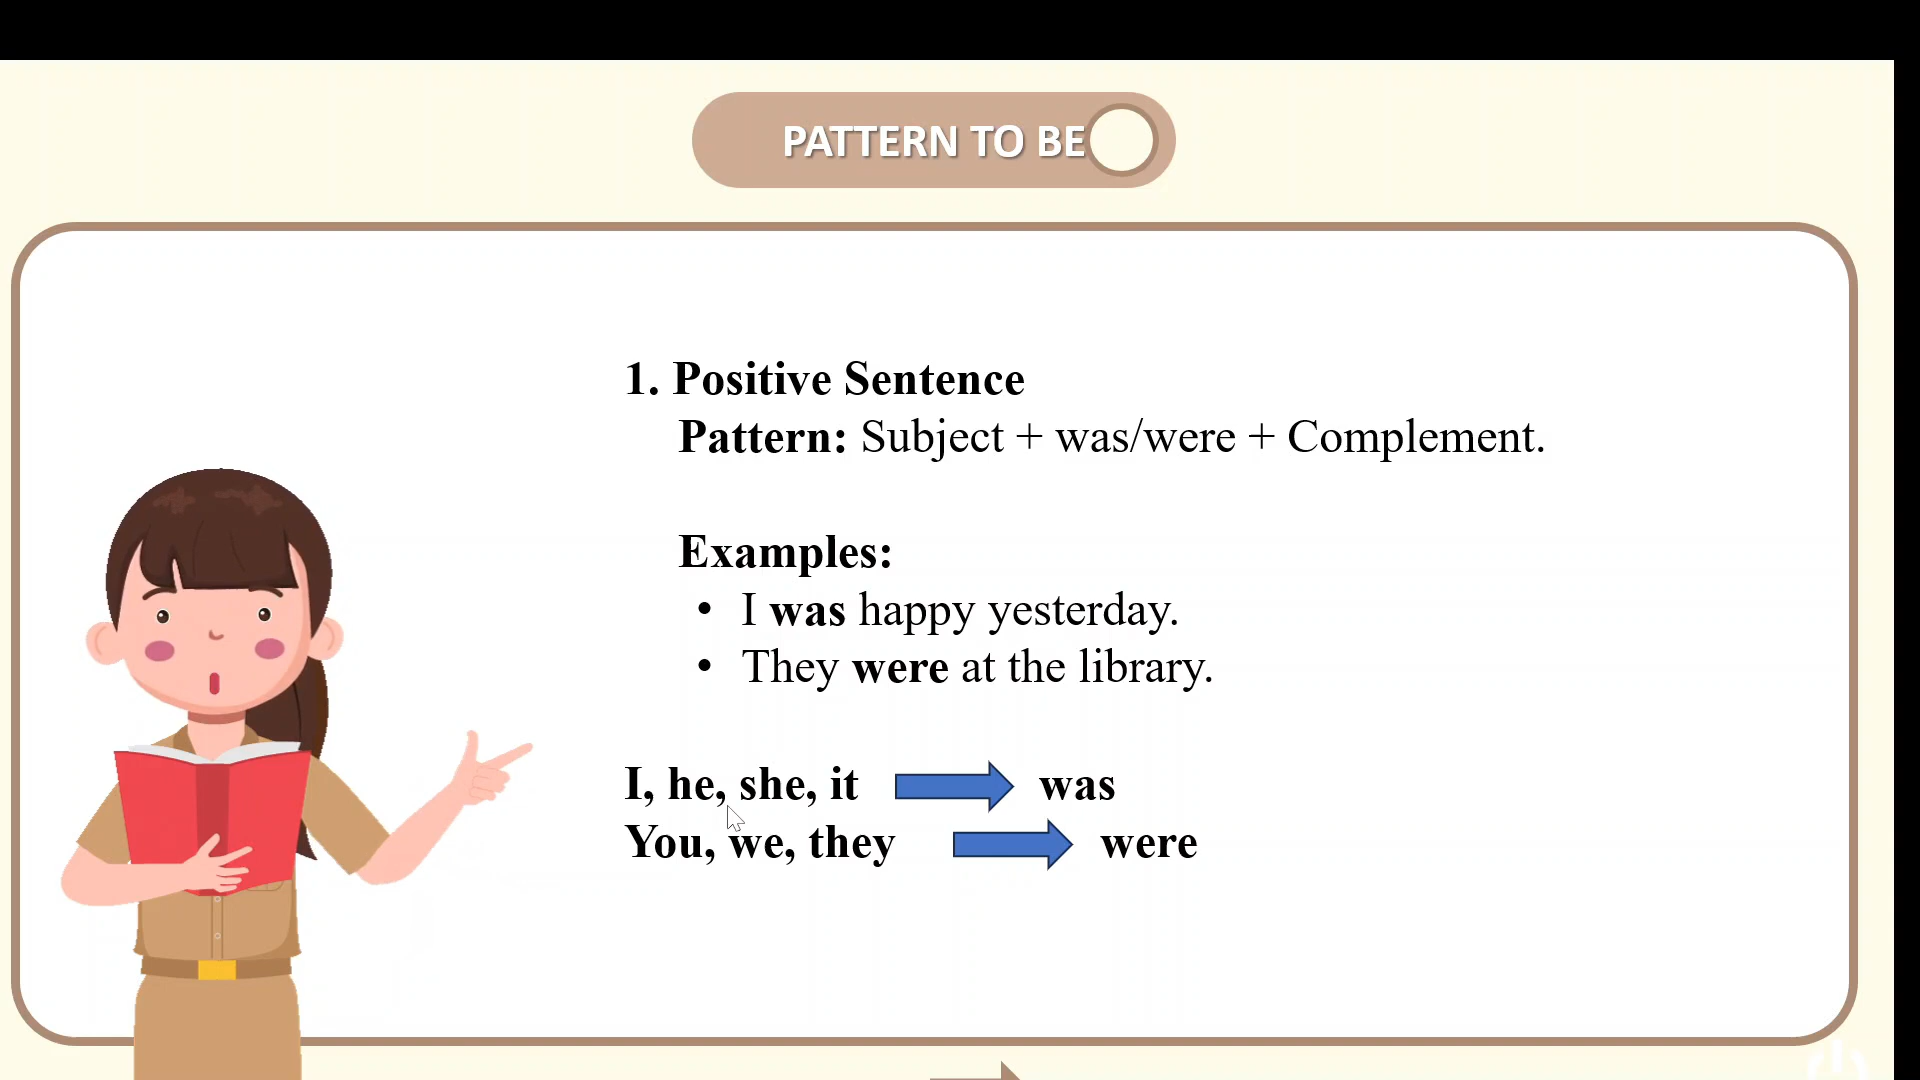 PATTERN TO BE
1. Positive Sentence
Pattern: Subject + was/were + Complement.
Examples:
• I was happy yesterday.
• They were at the library.
I, he, she, it was
You, we, they were